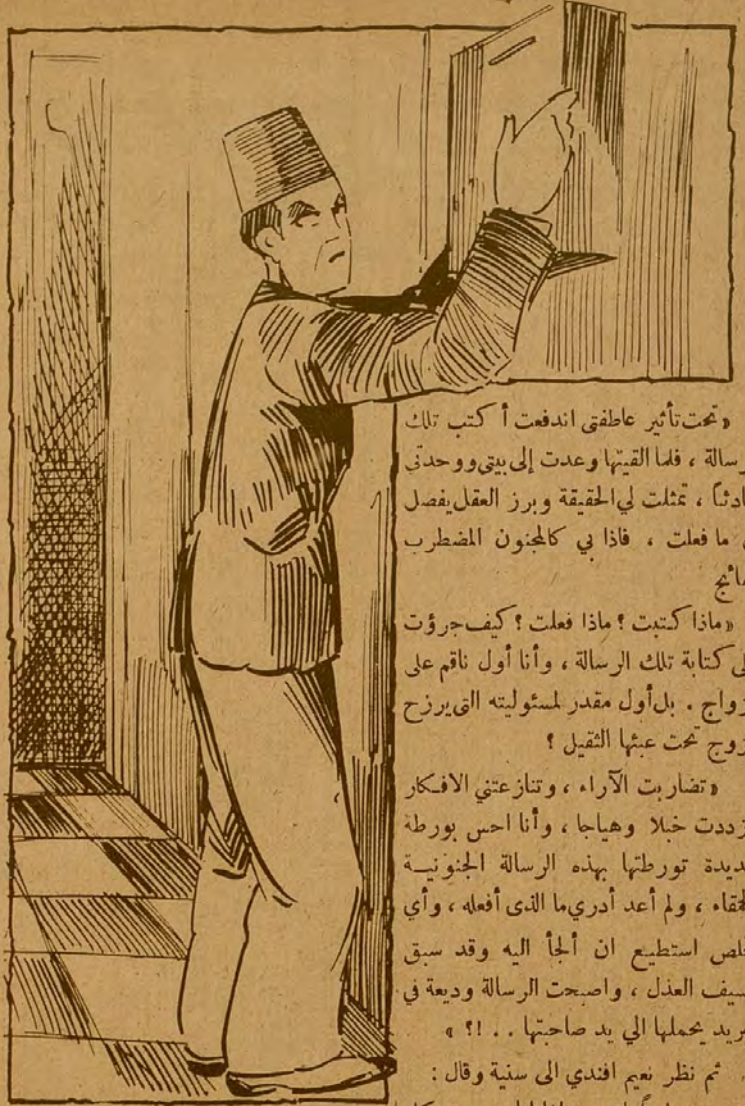 «تحت تأثير عاطفتي اندفعت أكتب تلك
رسالة ، فلما القيتها وعدت إلى بيتي ووحدتي
ادئاً ، تمثلت لي الحقيقة وبرز العقل يفصل
ما فعلت ، فاذا بي كالمجنون المضطرب
ائج
«ماذا كتبت ؟ ماذا فعلت ؟ كيف جرؤت
لى كتابة تلك الرسالة ، وأنا أول ناقم على
زواج . بل أول مقدر لمسئوليته التى يرزح
زوج تحت عبئها الثقيل ؟
«تضاربت الآراء ، وتنازعتني الافكار
زددت خبلا وهياجا ، وأنا احس بورطة
ديدة تورطتها بهذه الرسالة الجنونية
لحمقاء ، ولم أعد أدري ما الذى أفعله ، وأي
خلص استطيع ان ألجأ اليه وقد سبق
سيف العذل ، واصبحت الرسالة وديعة في
بريد يحملها الي يد صاحبتها . . !؟ »
ثم نظر نعيم افندي الى سنية وقال :